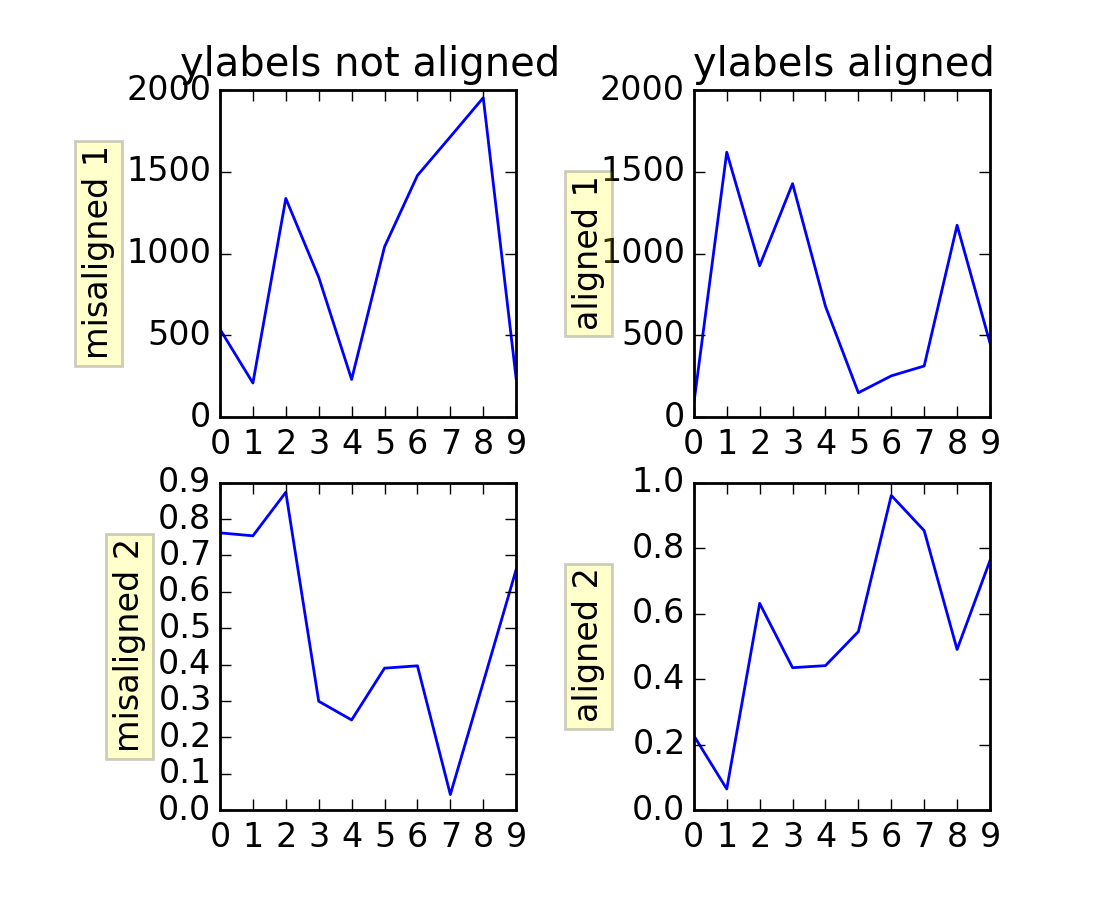 ylabels not aligned
2000
1500
1000
500
0
misaligned 1
0 1 2 3 4 5 6 7 8 9
ylabels aligned
2000
1500
1000
500
0
aligned 1
0 1 2 3 4 5 6 7 8 9
0.9
0.8
0.7
0.6
0.5
0.4
0.3
0.2
0.1
0.0
misaligned 2
0 1 2 3 4 5 6 7 8 9
1.0
0.8
0.6
0.4
0.2
0.0
aligned 2
0 1 2 3 4 5 6 7 8 9